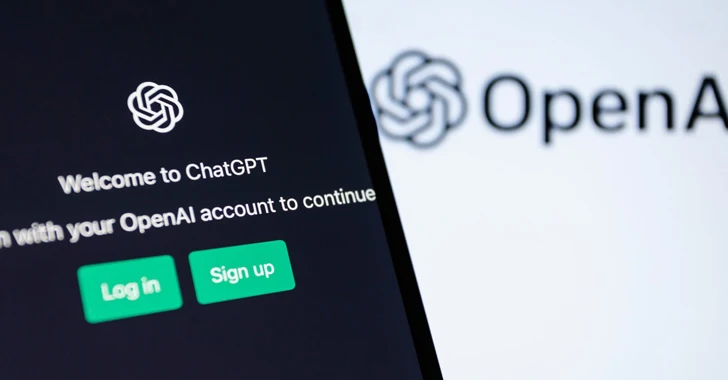 Welcome to ChatGPT
with your OpenAI account to continue
Log in
Sign up
OpenA